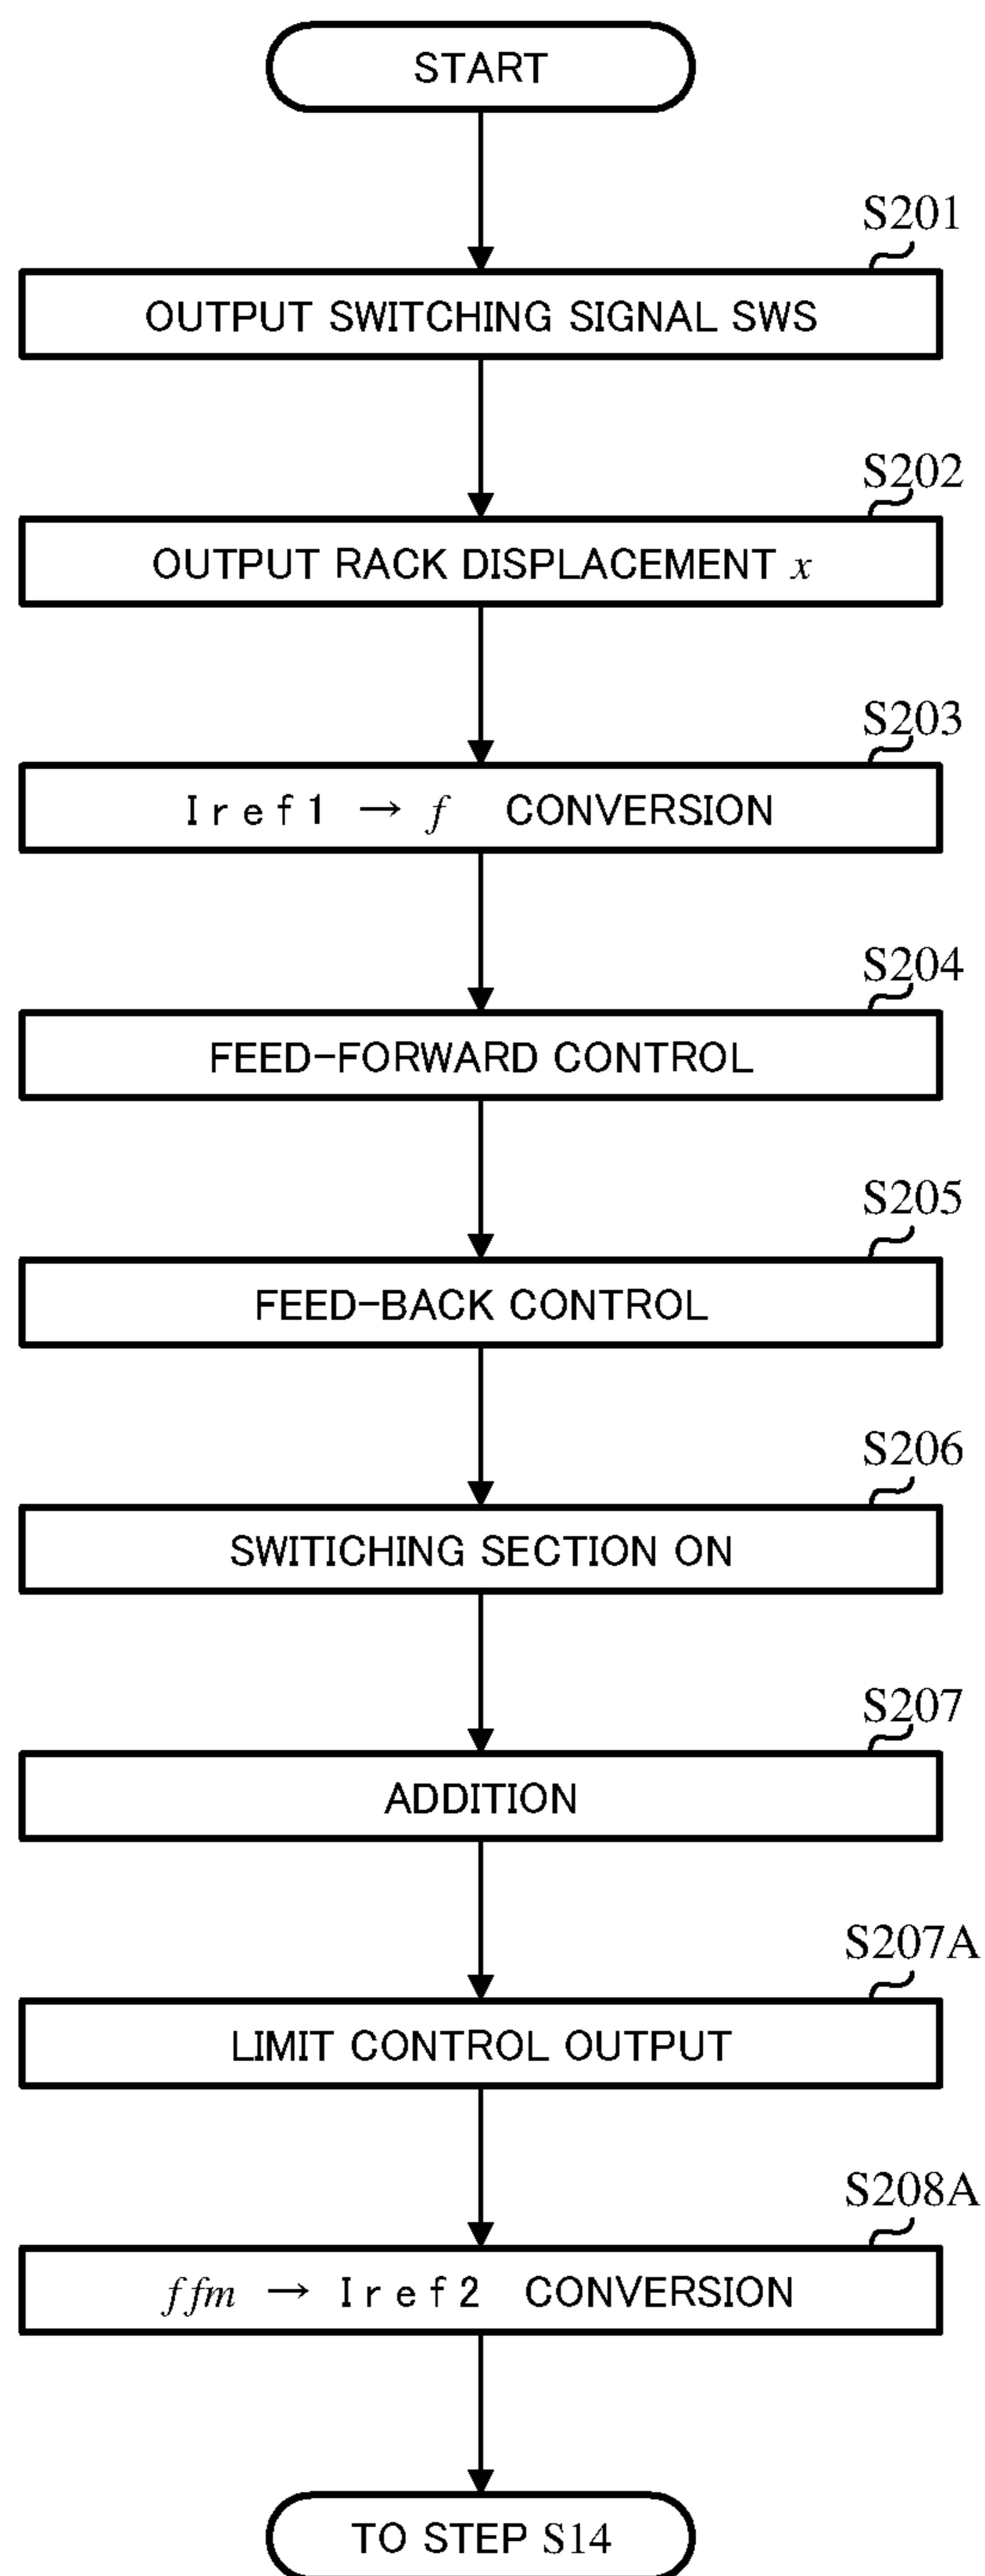 START
S201
OUTPUT SWITCHING SIGNAL SWS
S202
OUTPUT RACK DISPLACEMENT x
S203
Iref1 → f CONVERSION
S204
FEED-FORWARD CONTROL
S205
FEED-BACK CONTROL
S206
SWITICHING SECTION ON
S207
ADDITION
S207A
LIMIT CONTROL OUTPUT
S208A
ffm → Iref2 CONVERSION
TO STEP S14